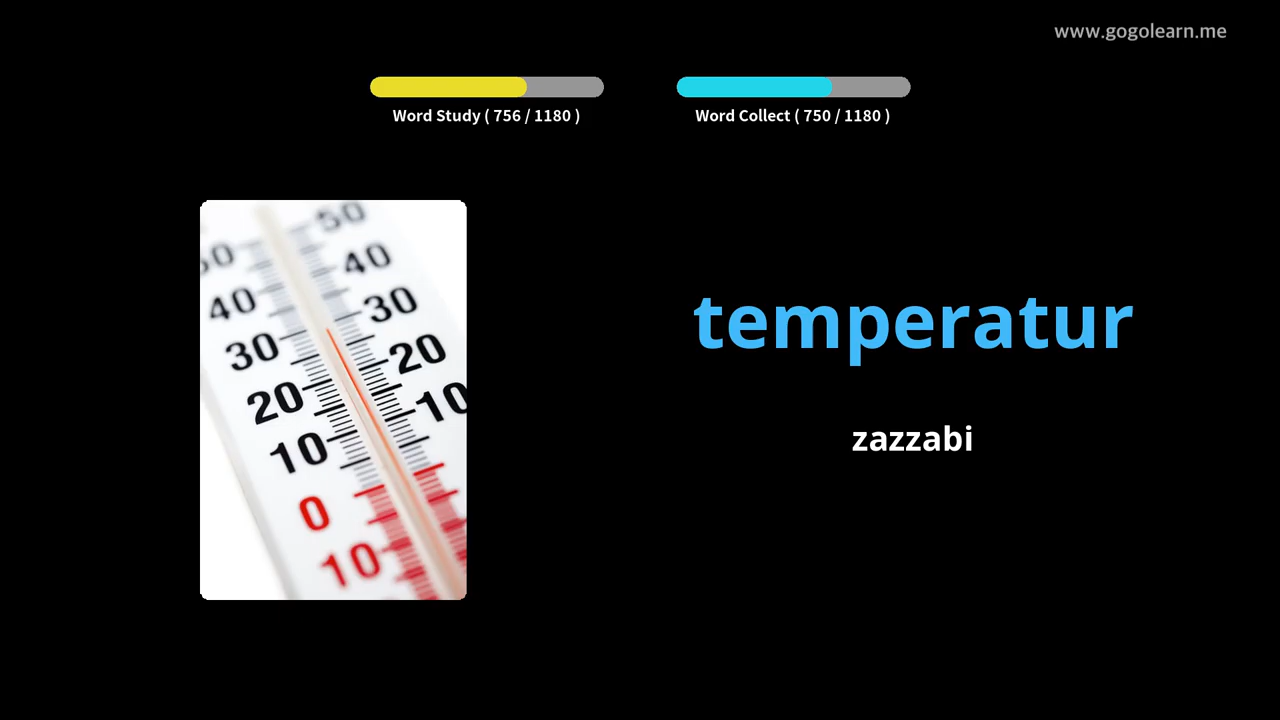 www.gogolearn.me
Word Study ( 756 / 1180 )
Word Collect ( 750 / 1180 )
temperatur
zazzabi
50
50
40
40
30
30
20
20
10
10
0
10